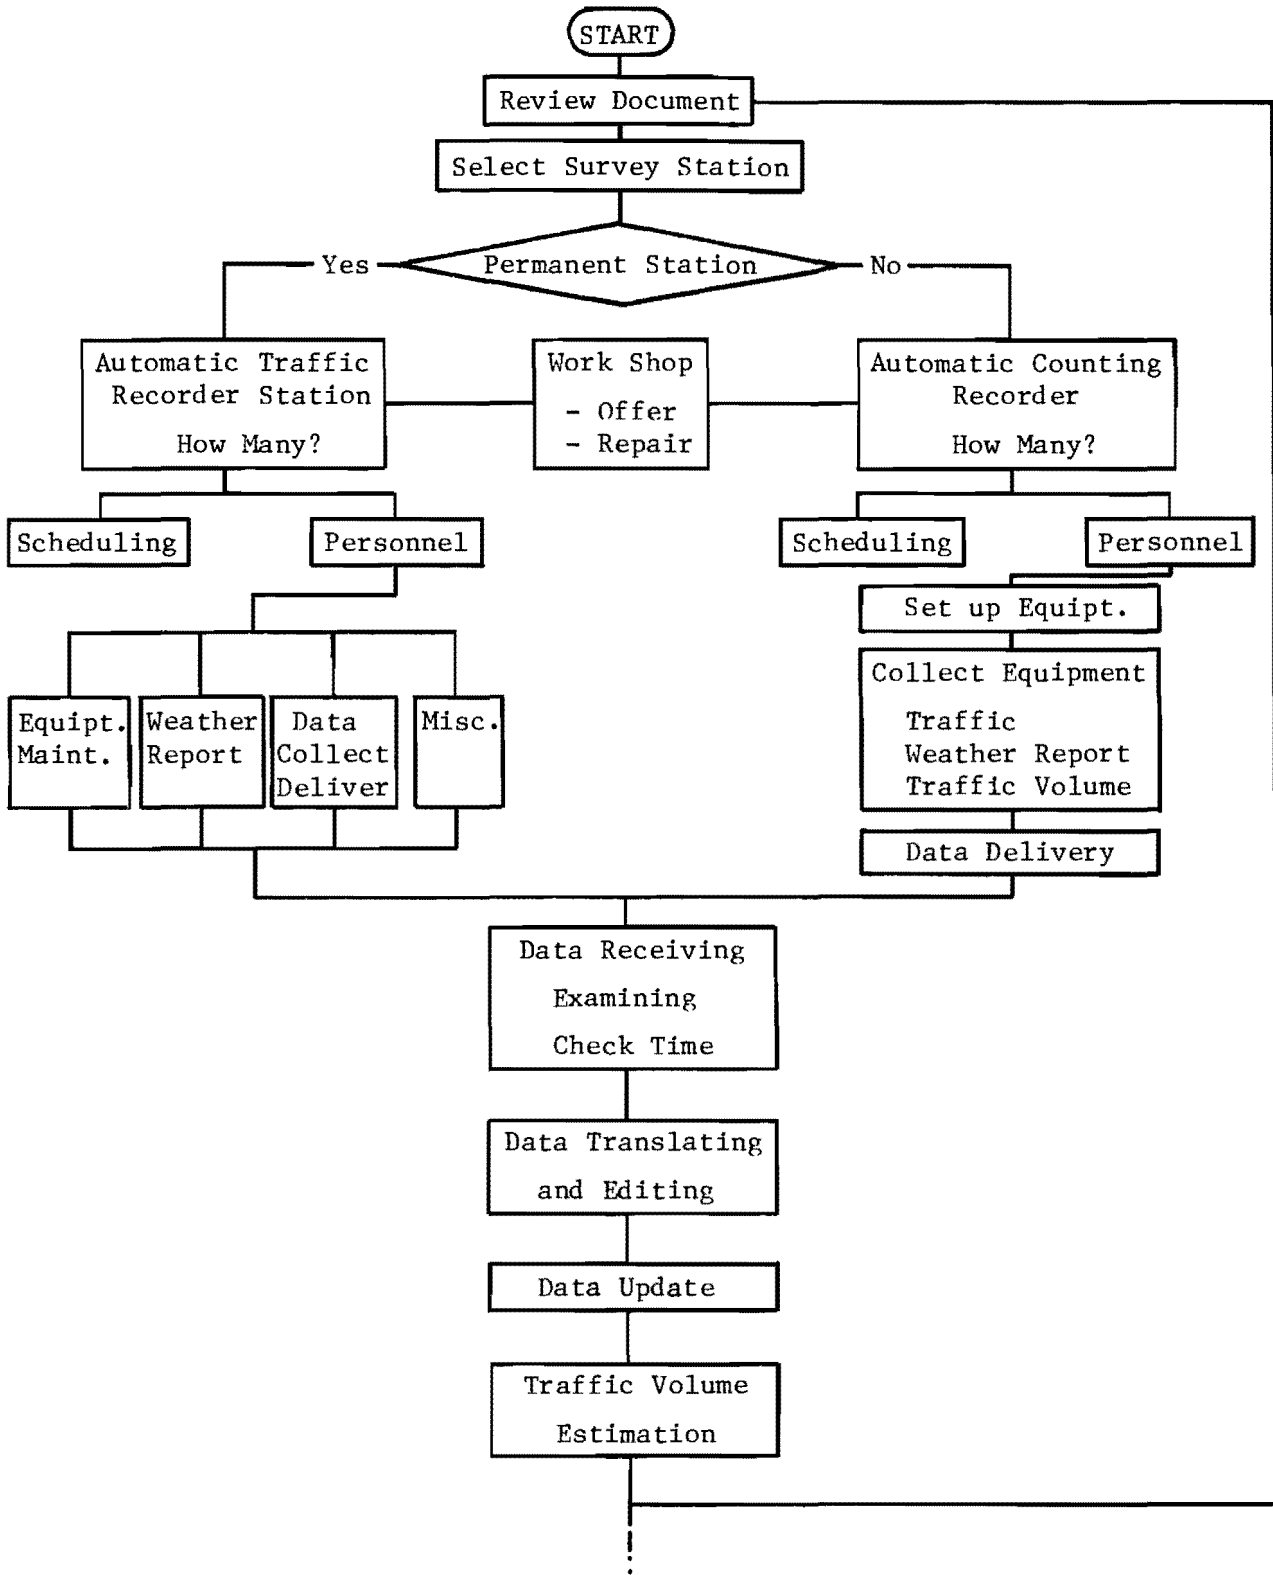 START
Review Document
Select Survey Station
Yes
Permanent Station
No
Automatic Traffic
Recorder Station
How Many?
Work Shop
- Offer
- Repair
Automatic Counting
Recorder
How Many?
Scheduling
Personnel
Scheduling
Personnel
Set up Equipt.
Collect Equipment
Traffic
Weather Report
Traffic Volume
Equipt.
Maint.
Weather
Report
Data
Collect
Deliver
Misc.
Data Delivery
Data Receiving
Examining
Check Time
Data Translating
and Editing
Data Update
Traffic Volume
Estimation